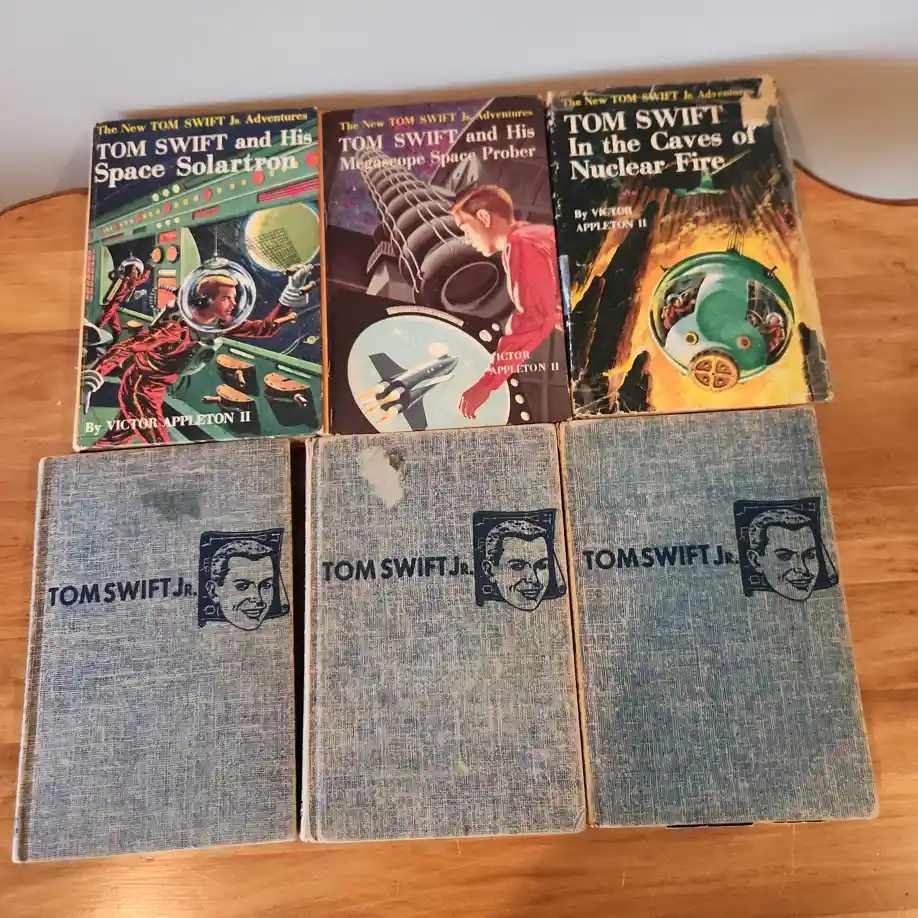 The New TOM SWIFT Jr. Adventures
TOM SWIFT and His
Space Solartron
By VICTOR APPLETON II
The New TOM SWIFT Jr. Adventures
TOM SWIFT and His
Megascope Space Prober
VICTOR
APPLETON II
The New TOM SWIFT Jr. Adventures
TOM SWIFT
In the Caves of
Nuclear Fire
By VICTOR
APPLETON II
TOM SWIFT JR.
TOM SWIFT JR.
TOM SWIFT JR.